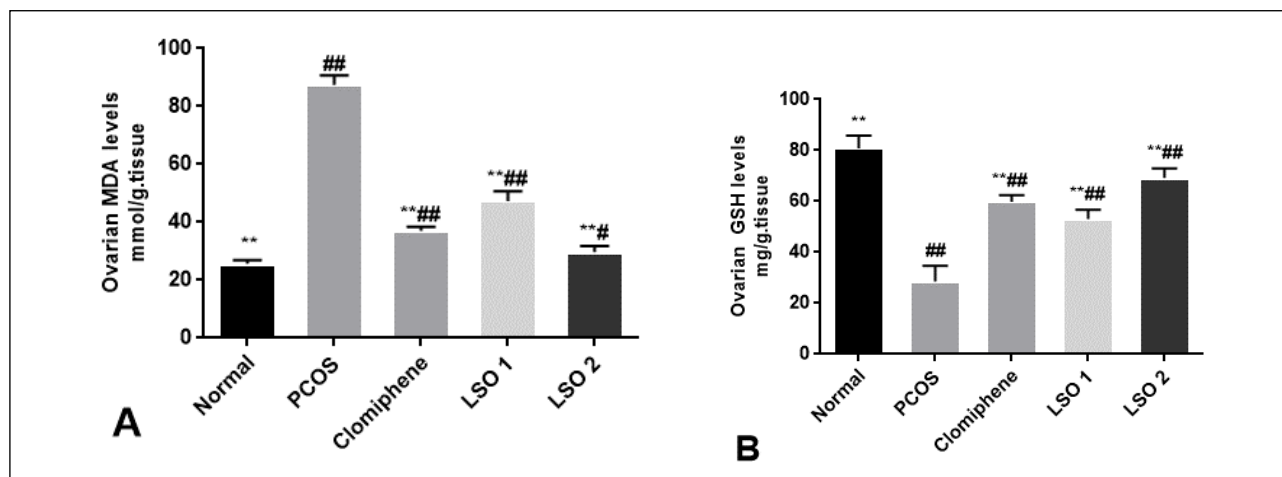 Ovarian MDA levels
mmol/g.tissue
100
80
60
40
20
0
**
##
**##
**##
**#
Normal
PCOS
Clomiphene
LSO 1
LSO 2
A
Ovarian GSH levels
mg/g.tissue
100
80
60
40
20
0
**
##
**##
**##
**##
Normal
PCOS
Clomiphene
LSO 1
LSO 2
B